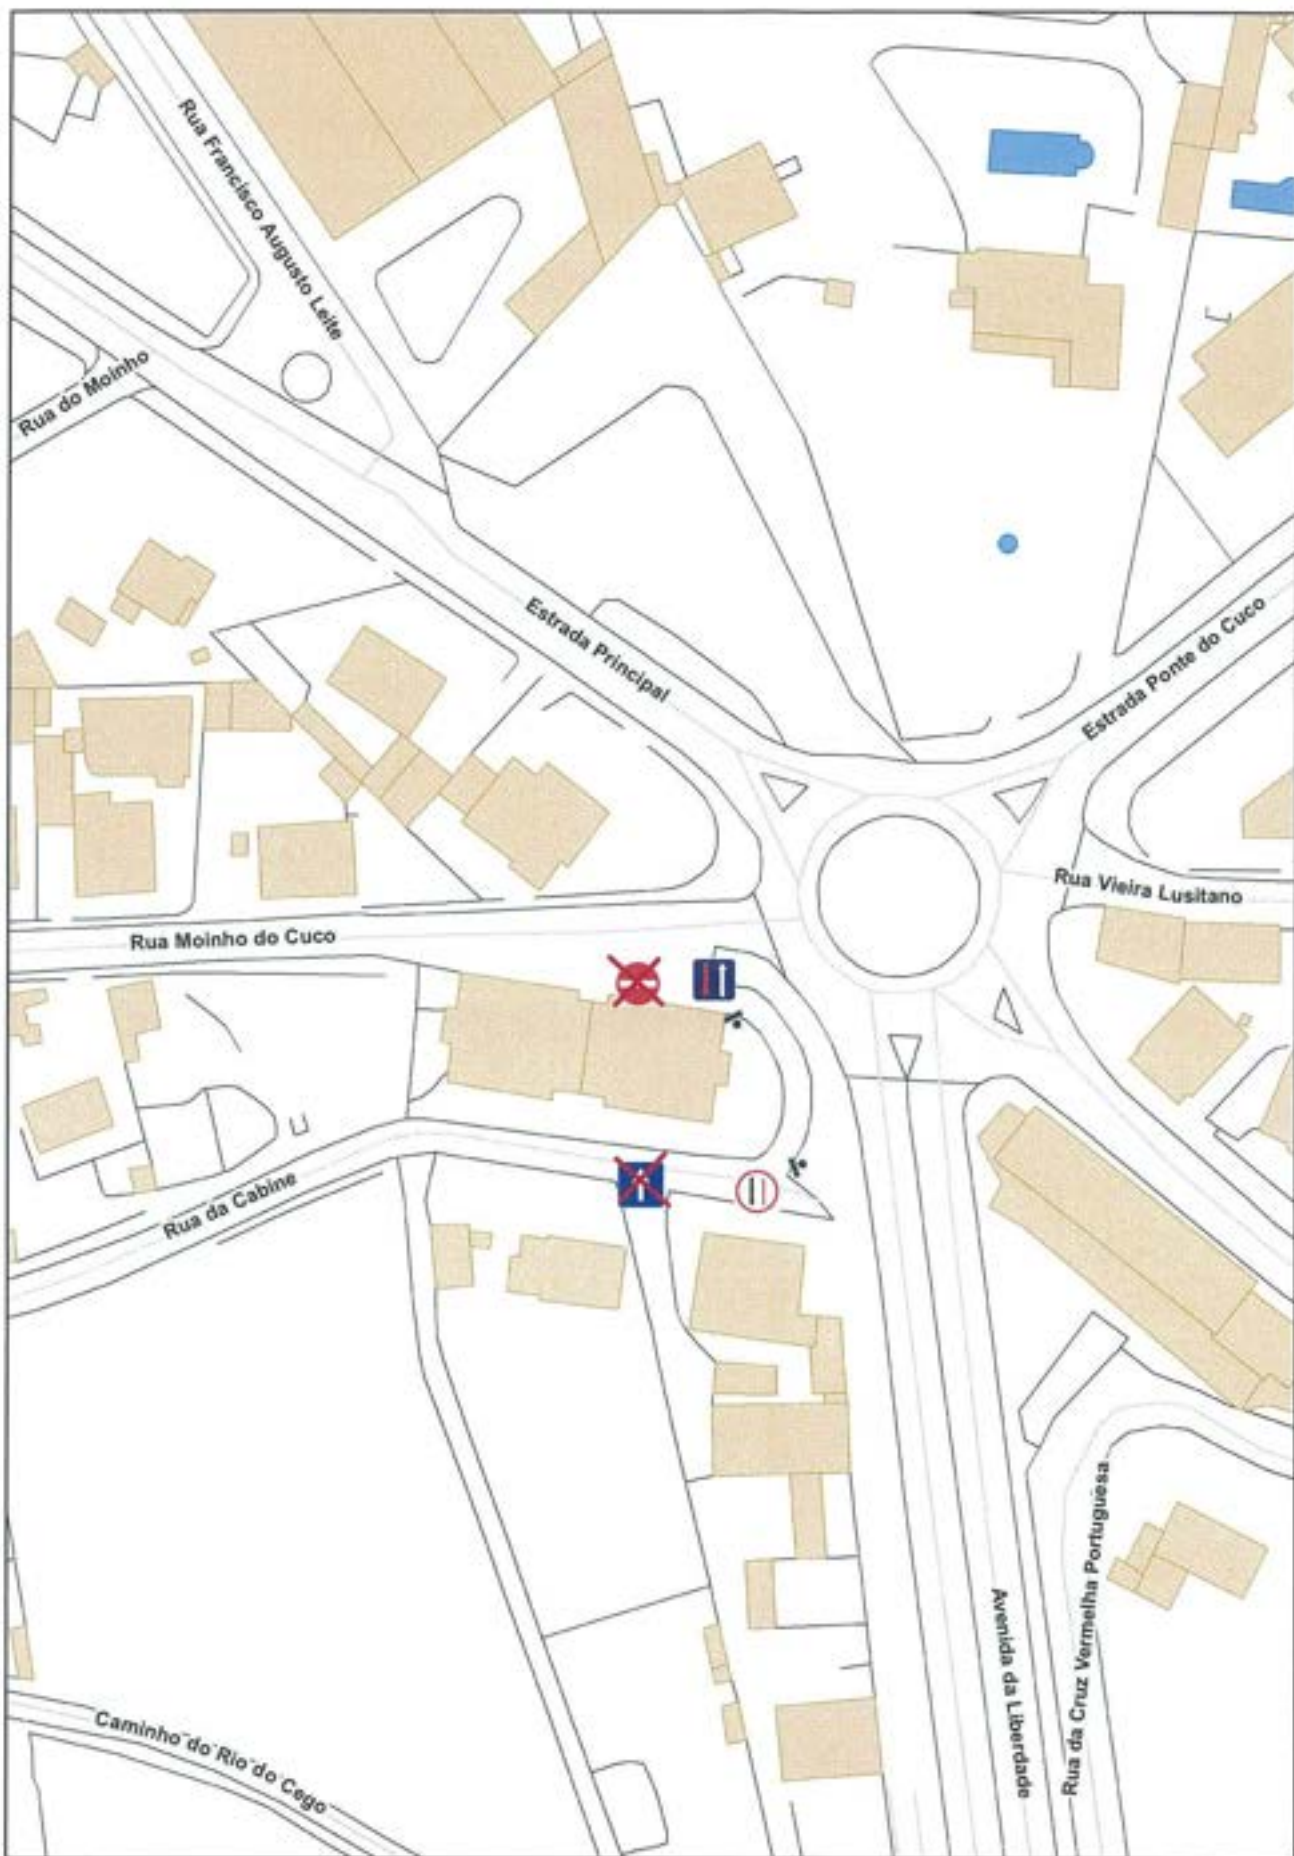 Rua Francisco Augusto Leite
Rua do Moinho
Estrada Principal
Estrada Ponte do Cuco
Rua Vieira Lusitano
Rua Moinho do Cuco
Rua da Cabine
Avenida da Liberdade
Rua da Cruz Vermelha Portuguesa
Caminho do Rio do Cego